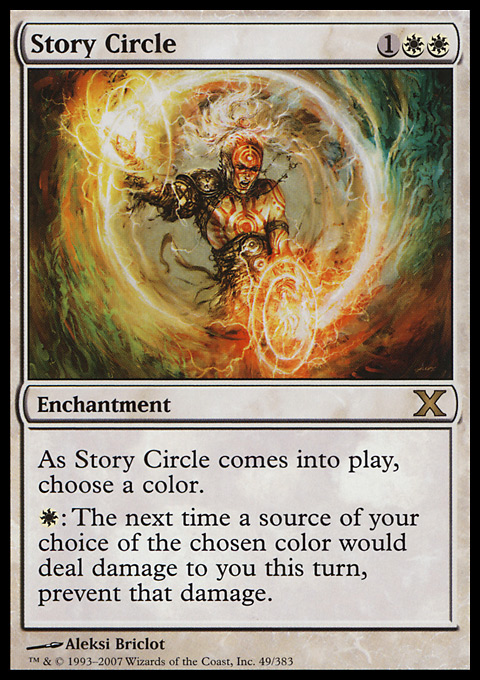 Story Circle 1
Enchantment X
As Story Circle comes into play,
choose a color.
: The next time a source of your
choice of the chosen color would
deal damage to you this turn,
prevent that damage.
Aleksi Briclot
™ & © 1993–2007 Wizards of the Coast, Inc. 49/383